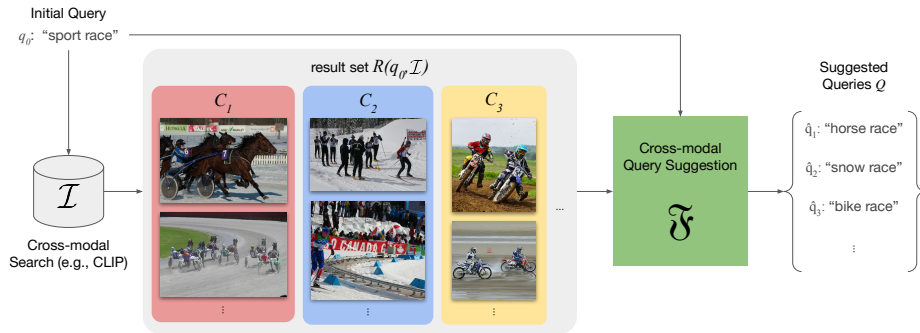 Initial Query
q₀: “sport race”
result set R(q₀,ℐ)
C₁
C₂
C₃
ℐ
Cross-modal
Search (e.g., CLIP)
CANADA
...
⋮
⋮
⋮
Cross-modal
Query Suggestion
𝔉
Suggested
Queries Q
q̂₁: “horse race”
q̂₂: “snow race”
q̂₃: “bike race”
⋮